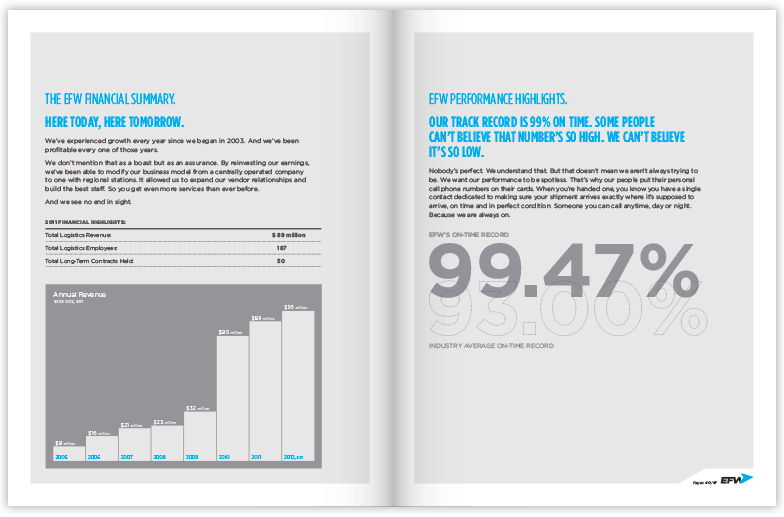 THE EFW FINANCIAL SUMMARY.
HERE TODAY, HERE TOMORROW.
We've experienced growth every year since we began in 2003. And we've been
profitable every one of those years.
We don't mention that as a boast but as an assurance. By reinvesting our earnings,
we've been able to modify our business model from a centrally operated company
to one with regional stations. It allowed us to expand our vendor relationships and
build the best staff. So you get even more services than ever before.
And we see no end in sight.
2011 FINANCIAL HIGHLIGHTS:
Total Logistics Revenue: $ 89 million
Total Logistics Employees: 187
Total Long-Term Contracts Held: 50
Annual Revenue
$9 million
$16 million
$21 million
$23 million
$32 million
$80 million
$89 million
$95 million
2005
2006
2007
2008
2009
2010
2011
2012, EST.
EFW PERFORMANCE HIGHLIGHTS.
OUR TRACK RECORD IS 99% ON TIME. SOME PEOPLE
CAN'T BELIEVE THAT NUMBER'S SO HIGH. WE CAN'T BELIEVE
IT'S SO LOW.
Nobody's perfect. We understand that. But that doesn't mean we aren't always trying to
be. We want our performance to be spotless. That's why our people put their personal
cell phone numbers on their cards. When you're handed one, you know you have a single
contact dedicated to making sure your shipment arrives exactly where it's supposed to
arrive, on time and in perfect condition. Someone you can call anytime, day or night.
Because we are always on.
EFW'S ON-TIME RECORD
99.47%
93.00%
INDUSTRY AVERAGE ON-TIME RECORD
EFW